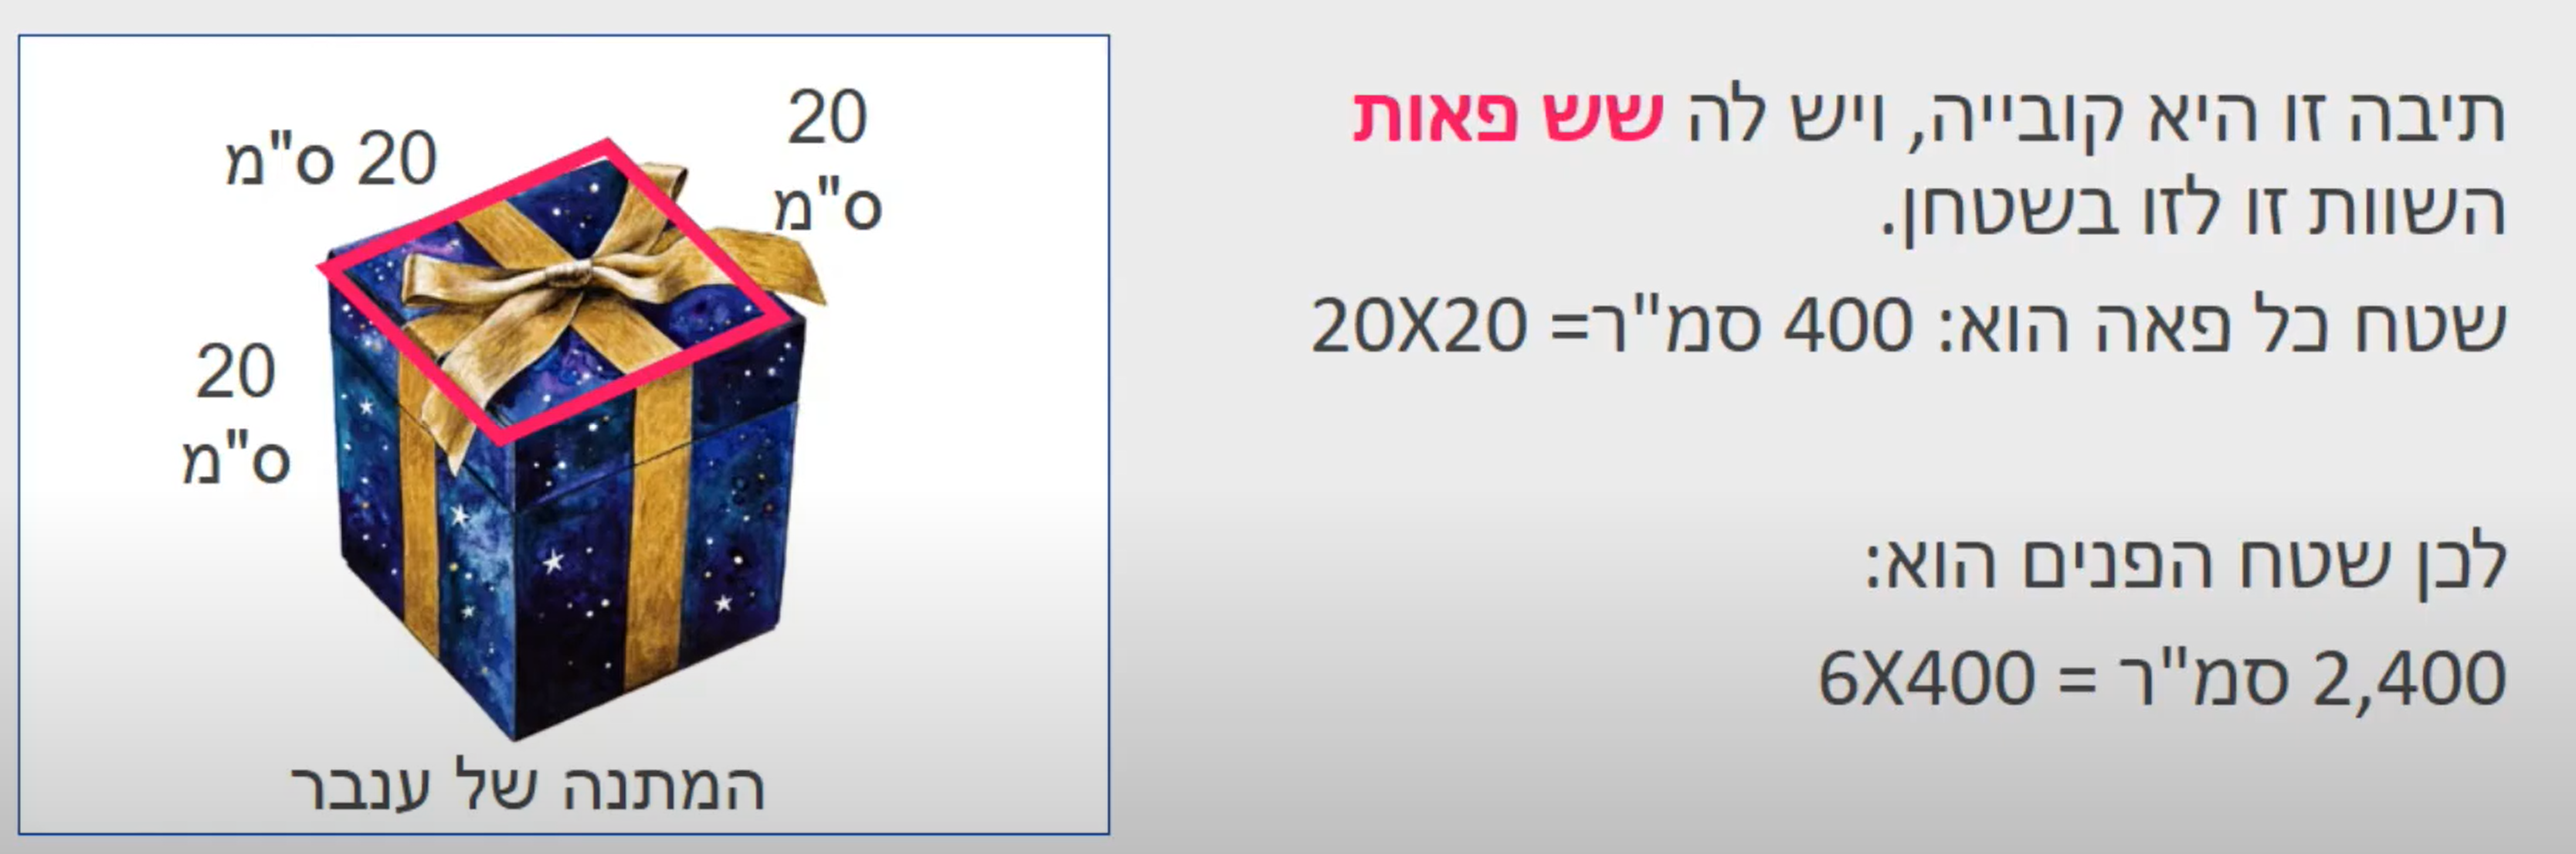 תיבה זו היא קובייה, ויש לה שש פאות
השוות זו לזו בשטחן.
שטח כל פאה הוא: 400 סמ"ר= 20X20
לכן שטח הפנים הוא:
2,400 סמ"ר = 6X400
20
ס"מ
20 ס"מ
20
ס"מ
המתנה של ענבר